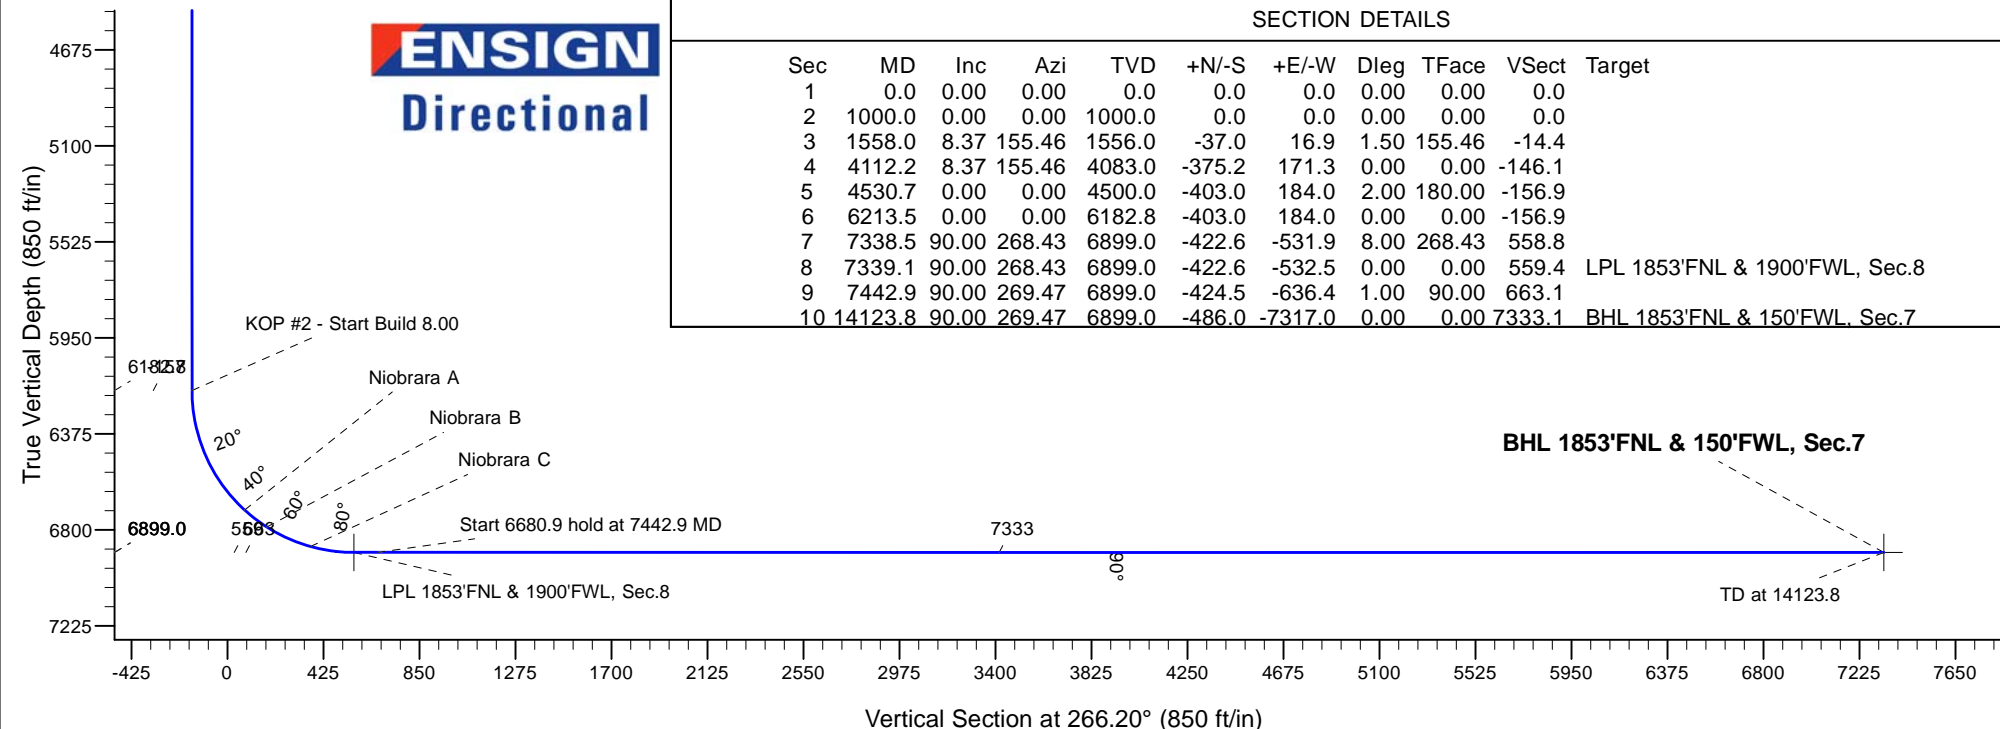 ENSIGN
Directional
SECTION DETAILS
Sec MD Inc Azi TVD +N/-S +E/-W Dleg TFace VSect Target
1 0.0 0.00 0.00 0.0 0.0 0.0 0.00 0.00 0.0
2 1000.0 0.00 0.00 1000.0 0.0 0.0 0.00 0.00 0.0
3 1558.0 8.37 155.46 1556.0 -37.0 16.9 1.50 155.46 -14.4
4 4112.2 8.37 155.46 4083.0 -375.2 171.3 0.00 0.00 -146.1
5 4530.7 0.00 0.00 4500.0 -403.0 184.0 2.00 180.00 -156.9
6 6213.5 0.00 0.00 6182.8 -403.0 184.0 0.00 0.00 -156.9
7 7338.5 90.00 268.43 6899.0 -422.6 -531.9 8.00 268.43 558.8
8 7339.1 90.00 268.43 6899.0 -422.6 -532.5 0.00 0.00 559.4 LPL 1853'FNL & 1900'FWL, Sec.8
9 7442.9 90.00 269.47 6899.0 -424.5 -636.4 1.00 90.00 663.1
10 14123.8 90.00 269.47 6899.0 -486.0 -7317.0 0.00 0.00 7333.1 BHL 1853'FNL & 150'FWL, Sec.7
True Vertical Depth (850 ft/in)
4675
5100
5525
5950
6375
6800
7225
KOP #2 - Start Build 8.00
6182.8
-157
Niobrara A
Niobrara B
Niobrara C
20°
40°
60°
80°
BHL 1853'FNL & 150'FWL, Sec.7
6899.0
559
663
Start 6680.9 hold at 7442.9 MD
7333
90°
LPL 1853'FNL & 1900'FWL, Sec.8
TD at 14123.8
-425 0 425 850 1275 1700 2125 2550 2975 3400 3825 4250 4675 5100 5525 5950 6375 6800 7225 7650
Vertical Section at 266.20° (850 ft/in)